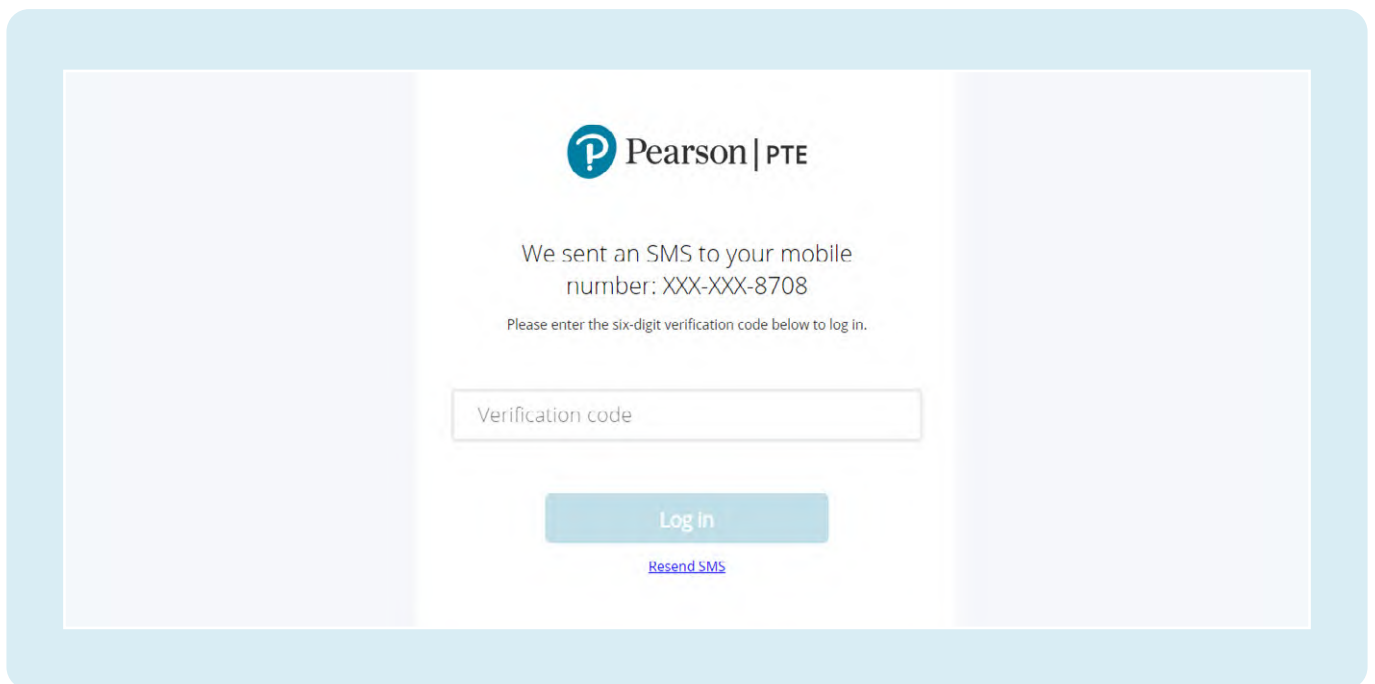 Pearson | PTE
We sent an SMS to your mobile
number: XXX-XXX-8708
Please enter the six-digit verification code below to log in.
Verification code
Log in
Resend SMS